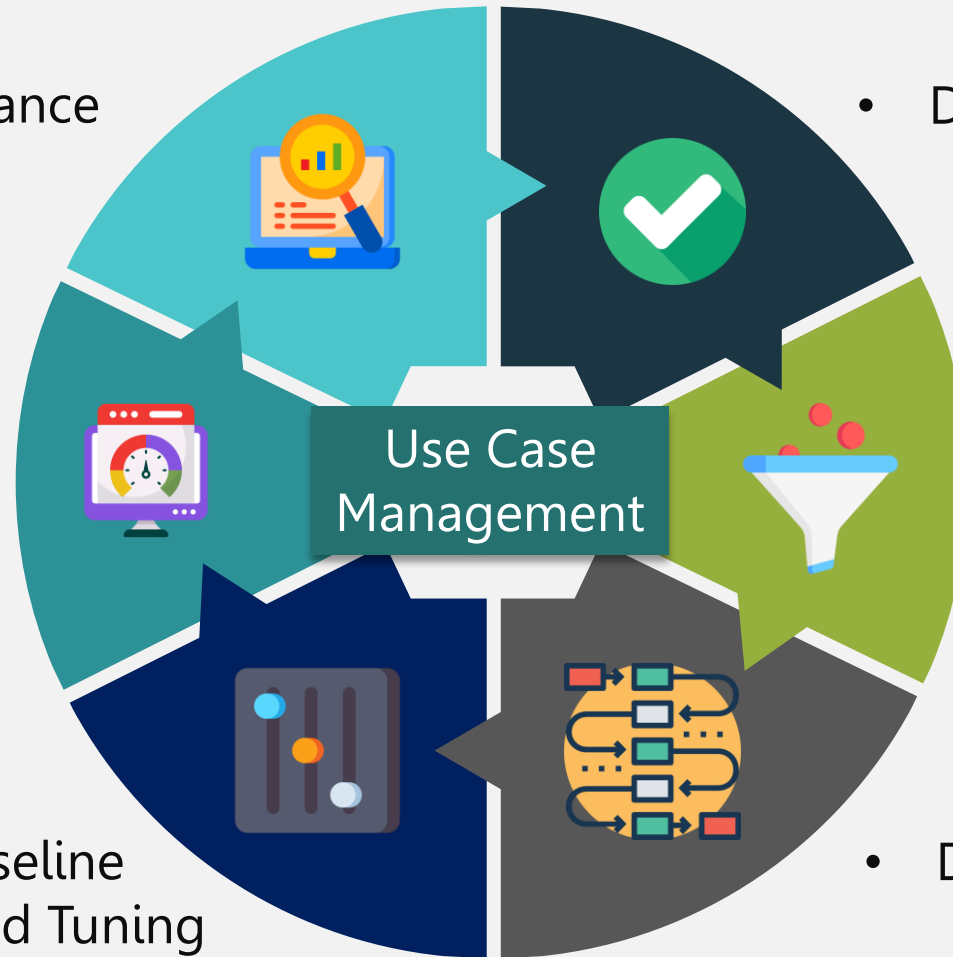 ance
• D
Use Case
Management
seline
d Tuning
• D